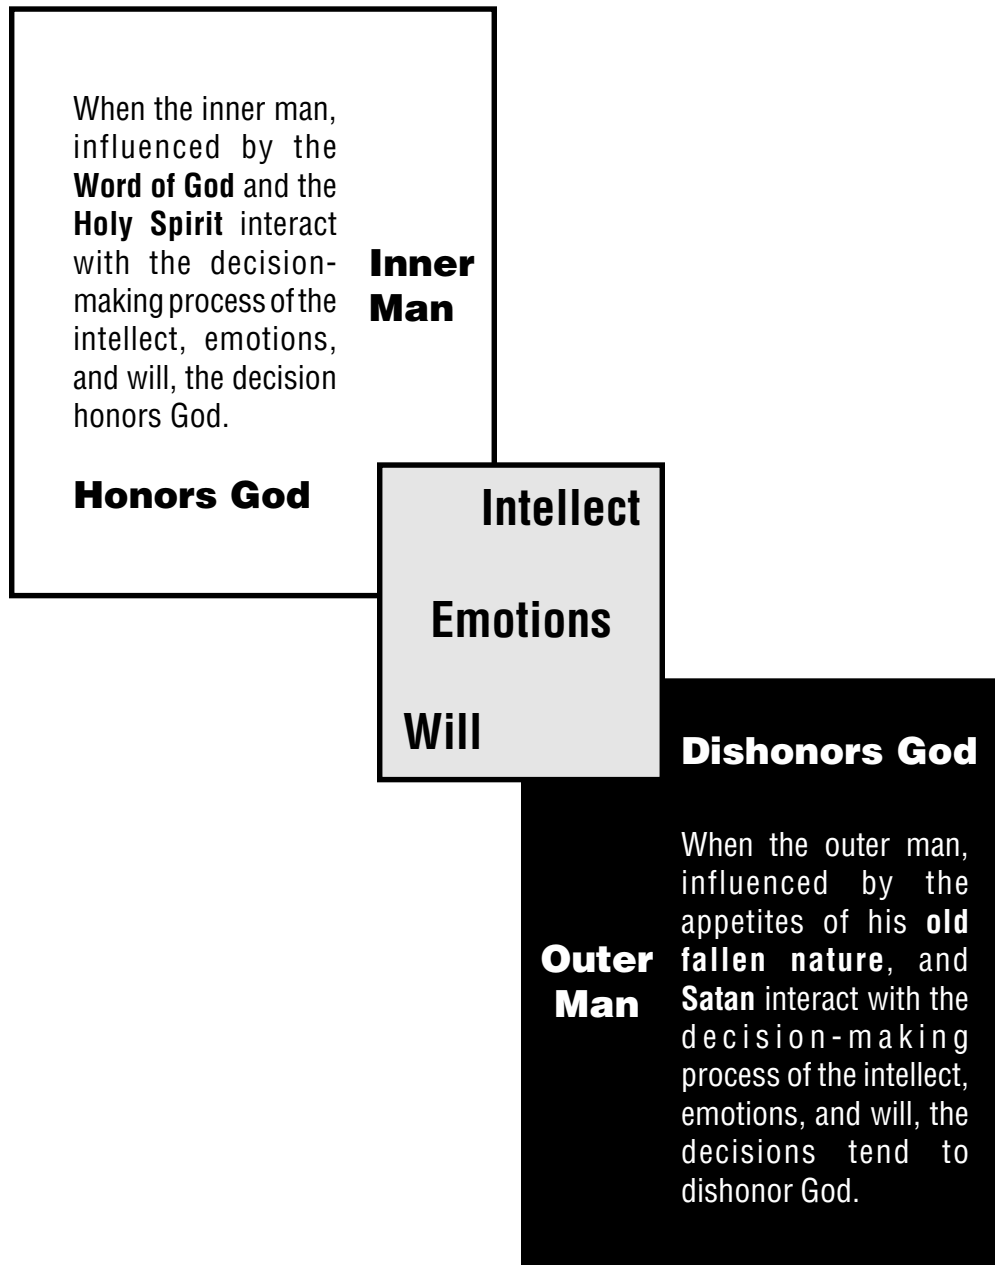 When the inner man,
influenced by the
Word of God and the
Holy Spirit interact
with the decision-
making process of the
intellect, emotions,
and will, the decision
honors God.
Inner
Man
Honors God
Intellect
Emotions
Will
Dishonors God
When the outer man,
influenced by the
appetites of his old
fallen nature, and
Satan interact with the
decision-making
process of the intellect,
emotions, and will, the
decisions tend to
dishonor God.
Outer
Man